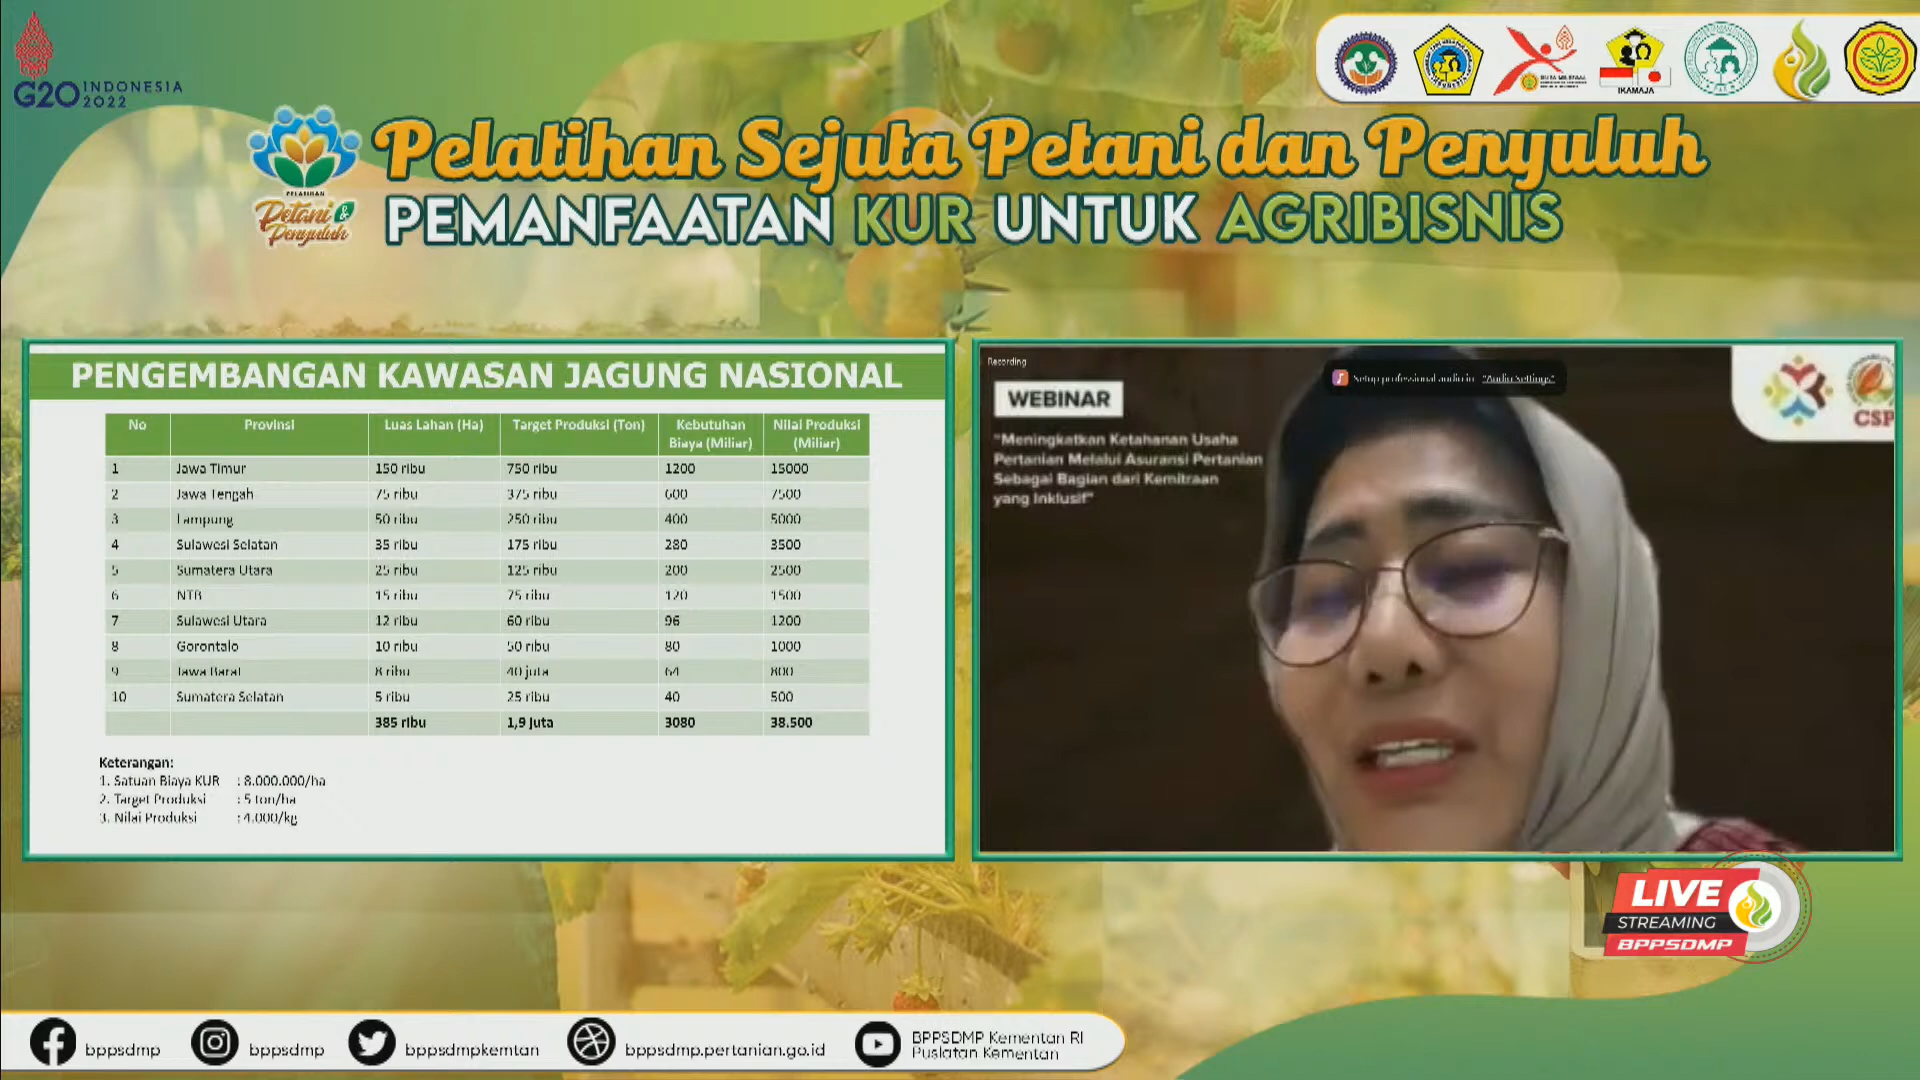 G20 INDONESIA
2022
IKAMAJA
PELATIHAN
Petani &
Penyuluh
Pelatihan Sejuta Petani dan Penyuluh
PEMANFAATAN KUR UNTUK AGRIBISNIS
PENGEMBANGAN KAWASAN JAGUNG NASIONAL
No Provinsi Luas Lahan (Ha) Target Produksi (Ton) Kebutuhan Biaya (Miliar) Nilai Produksi (Miliar)
1 Jawa Timur 150 ribu 750 ribu 1200 15000
2 Jawa Tengah 75 ribu 375 ribu 600 7500
3 Lampung 50 ribu 250 ribu 400 5000
4 Sulawesi Selatan 35 ribu 175 ribu 280 3500
5 Sumatera Utara 25 ribu 125 ribu 200 2500
6 NTB 15 ribu 75 ribu 120 1500
7 Sulawesi Utara 12 ribu 60 ribu 96 1200
8 Gorontalo 10 ribu 50 ribu 80 1000
9 Jawa Barat 8 ribu 40 juta 64 800
10 Sumatera Selatan 5 ribu 25 ribu 40 500
385 ribu 1,9 juta 3080 38.500
Keterangan:
1. Satuan Biaya KUR : 8.000.000/ha
2. Target Produksi : 5 ton/ha
3. Nilai Produksi : 4.000/kg
Recording
Setup professional audio in "Audio Settings"
WEBINAR
"Meningkatkan Ketahanan Usaha
Pertanian Melalui Asuransi Pertanian
Sebagai Bagian dari Kemitraan
yang Inklusif"
CSP
LIVE
STREAMING
BPPSDMP
bppsdmp
bppsdmp
bppsdmpkemtan
bppsdmp.pertanian.go.id
BPPSDMP Kementan RI
Puslatan Kementan